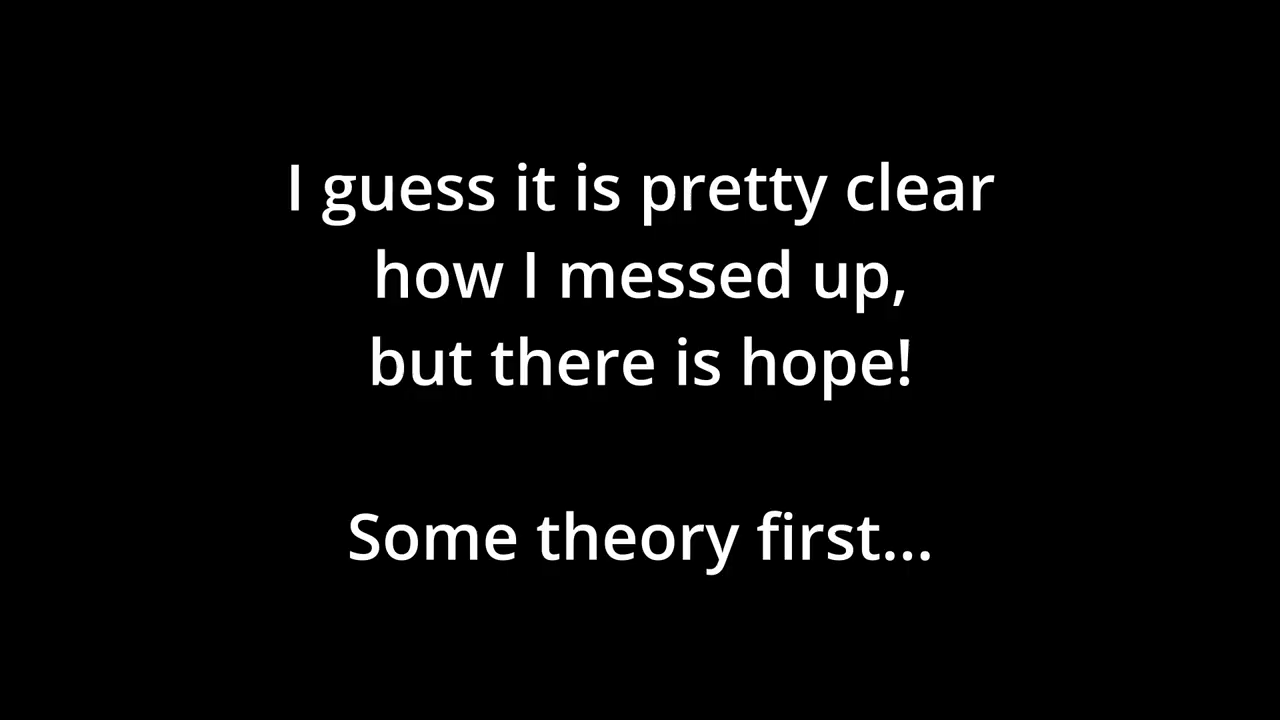 I guess it is pretty clear
how I messed up,
but there is hope!
Some theory first...